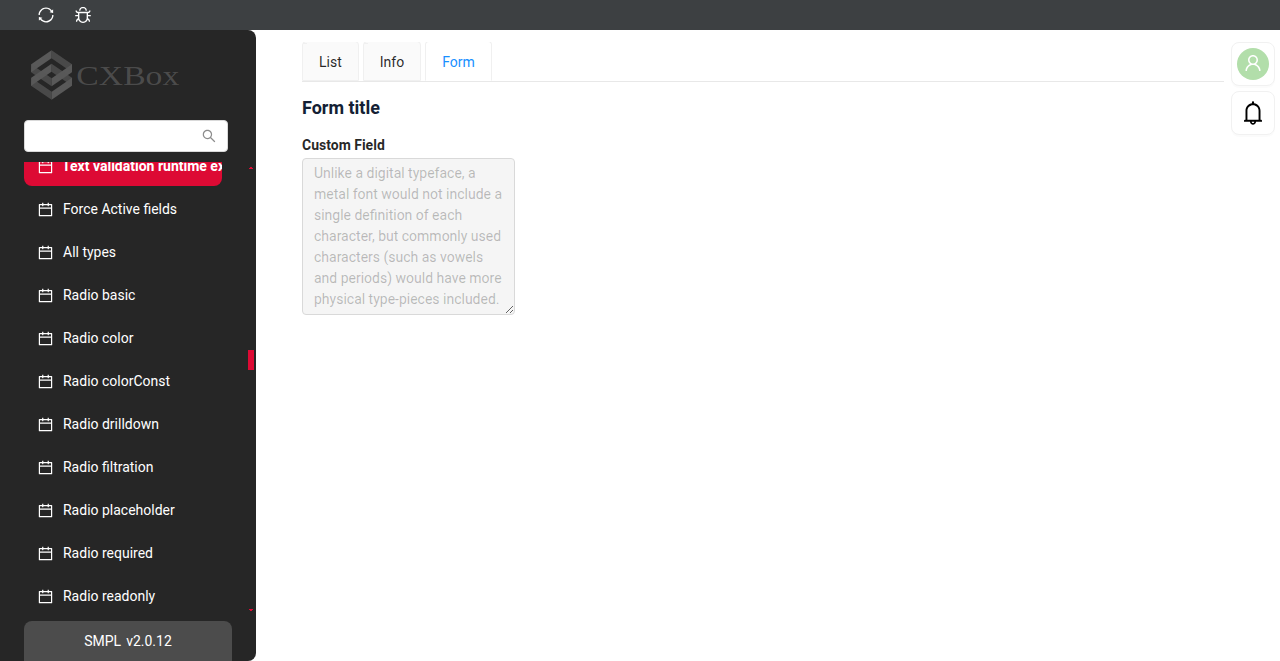 CXBox
Text validation runtime ex
Force Active fields
All types
Radio basic
Radio color
Radio colorConst
Radio drilldown
Radio filtration
Radio placeholder
Radio required
Radio readonly
SMPL v2.0.12
List
Info
Form
Form title
Custom Field
Unlike a digital typeface, a
metal font would not include a
single definition of each
character, but commonly used
characters (such as vowels
and periods) would have more
physical type-pieces included.